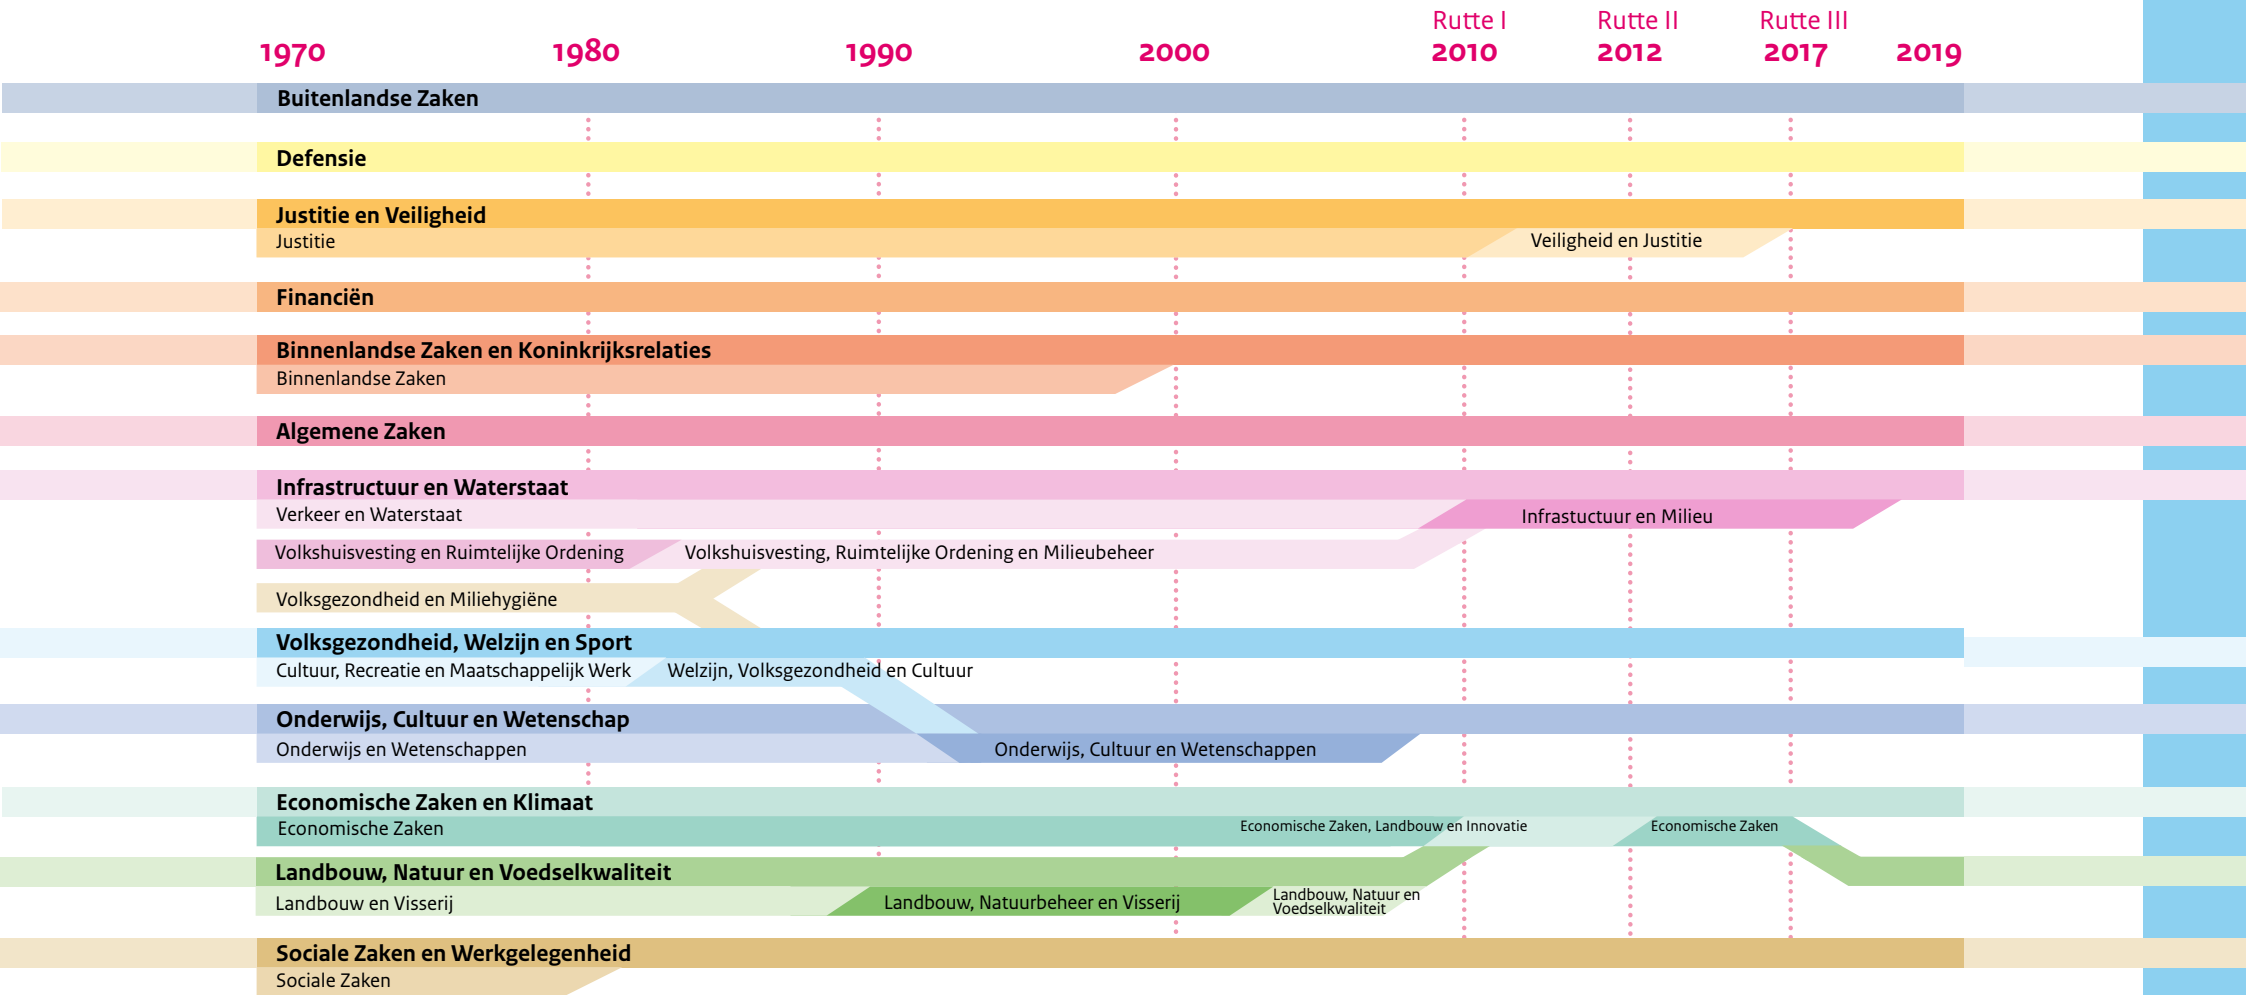 Rutte I Rutte II Rutte III
1970 1980 1990 2000 2010 2012 2017 2019
Buitenlandse Zaken
Defensie
Justitie en Veiligheid
Justitie Veiligheid en Justitie
Financiën
Binnenlandse Zaken en Koninkrijksrelaties
Binnenlandse Zaken
Algemene Zaken
Infrastructuur en Waterstaat
Verkeer en Waterstaat Infrastuctuur en Milieu
Volkshuisvesting en Ruimtelijke Ordening Volkshuisvesting, Ruimtelijke Ordening en Milieubeheer
Volksgezondheid en Miliehygiëne
Volksgezondheid, Welzijn en Sport
Cultuur, Recreatie en Maatschappelijk Werk Welzijn, Volksgezondheid en Cultuur
Onderwijs, Cultuur en Wetenschap
Onderwijs en Wetenschappen Onderwijs, Cultuur en Wetenschappen
Economische Zaken en Klimaat
Economische Zaken Economische Zaken, Landbouw en Innovatie Economische Zaken
Landbouw, Natuur en Voedselkwaliteit
Landbouw en Visserij Landbouw, Natuurbeheer en Visserij Landbouw, Natuur en
Voedselkwaliteit
Sociale Zaken en Werkgelegenheid
Sociale Zaken